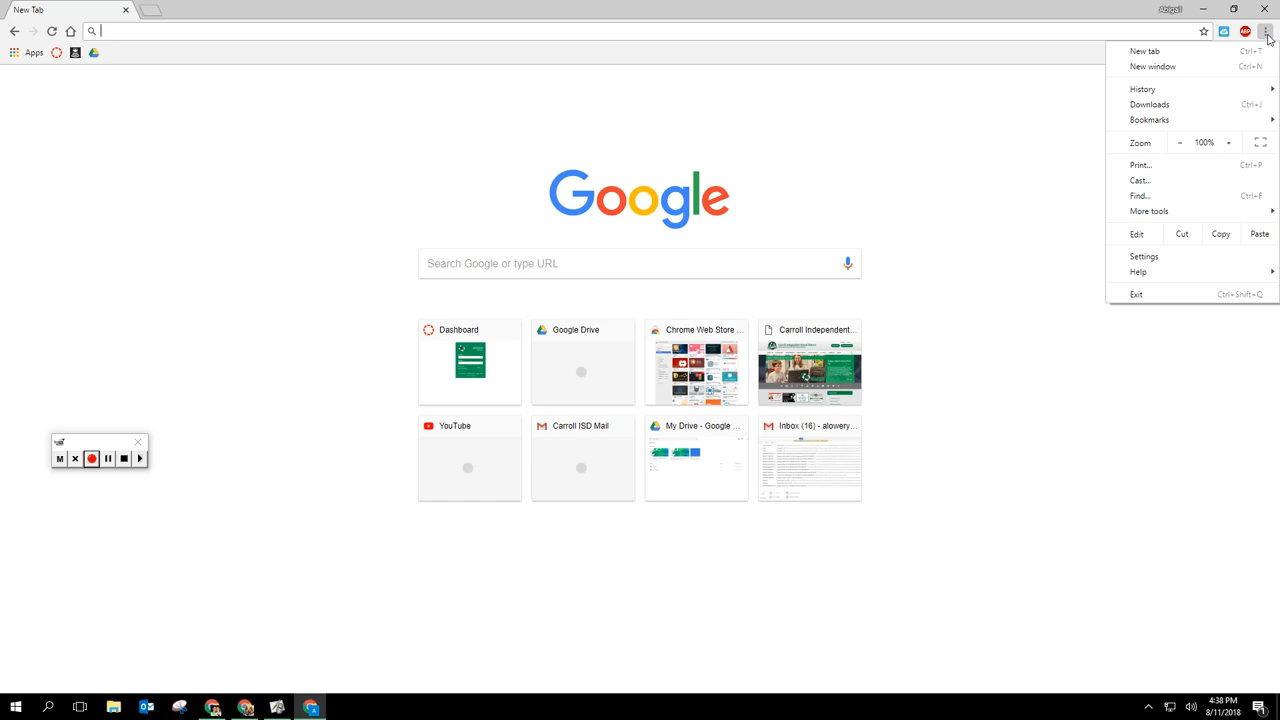 New Tab
Abigail
Apps
ABP
New tab Ctrl+T
New window Ctrl+N
History
Downloads Ctrl+J
Bookmarks
Zoom - 100% +
Print... Ctrl+P
Cast...
Find... Ctrl+F
More tools
Edit Cut Copy Paste
Settings
Help
Exit Ctrl+Shift+Q
Google
Search Google or type URL
Dashboard
Google Drive
Chrome Web Store ...
Carroll Independent...
YouTube
Carroll ISD Mail
My Drive - Google ...
Inbox (16) - alowery...
M
4:38 PM
8/11/2018
1